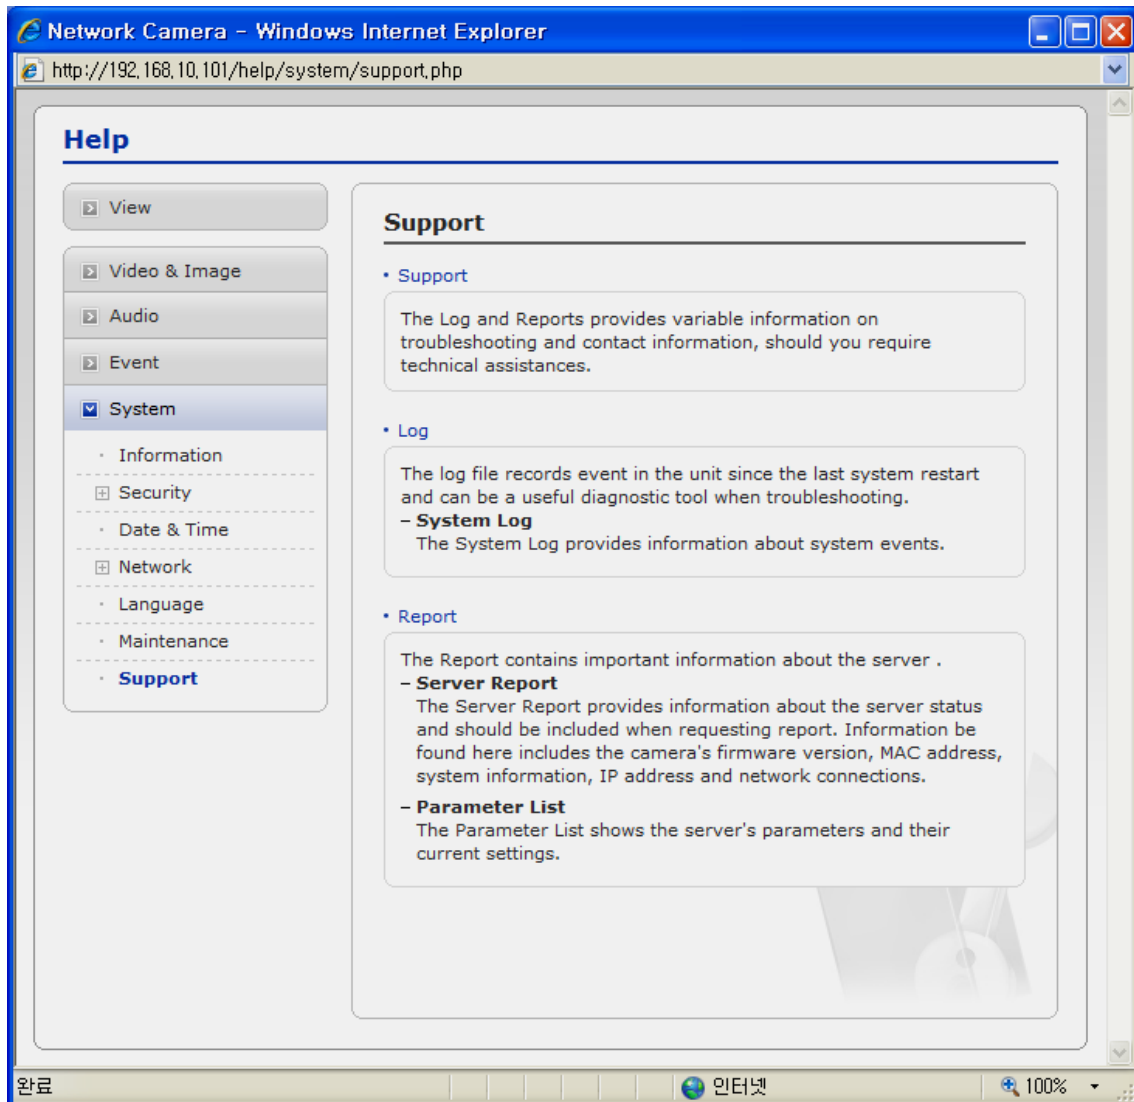 Network Camera - Windows Internet Explorer
http://192,168,10,101/help/system/support,php
Help
View
Video & Image
Audio
Event
System
· Information
Security
· Date & Time
Network
· Language
· Maintenance
· Support
Support
• Support
The Log and Reports provides variable information on
troubleshooting and contact information, should you require
technical assistances.
• Log
The log file records event in the unit since the last system restart
and can be a useful diagnostic tool when troubleshooting.
– System Log
The System Log provides information about system events.
• Report
The Report contains important information about the server .
– Server Report
The Server Report provides information about the server status
and should be included when requesting report. Information be
found here includes the camera's firmware version, MAC address,
system information, IP address and network connections.
– Parameter List
The Parameter List shows the server's parameters and their
current settings.
완료
인터넷
100%